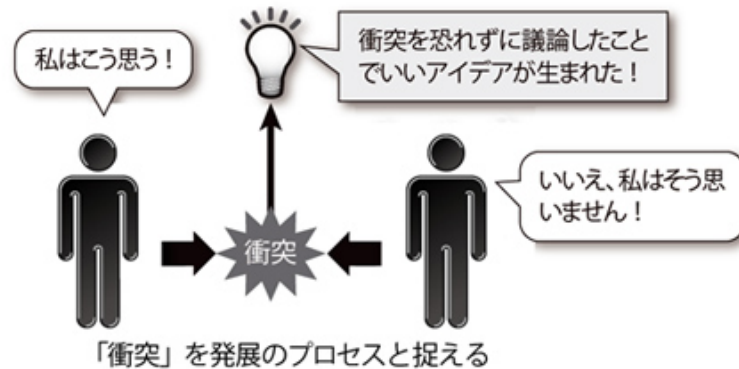 私はこう思う！
衝突を恐れずに議論したこと
でいいアイデアが生まれた！
いいえ、私はそう思
いません！
衝突
「衝突」を発展のプロセスと捉える